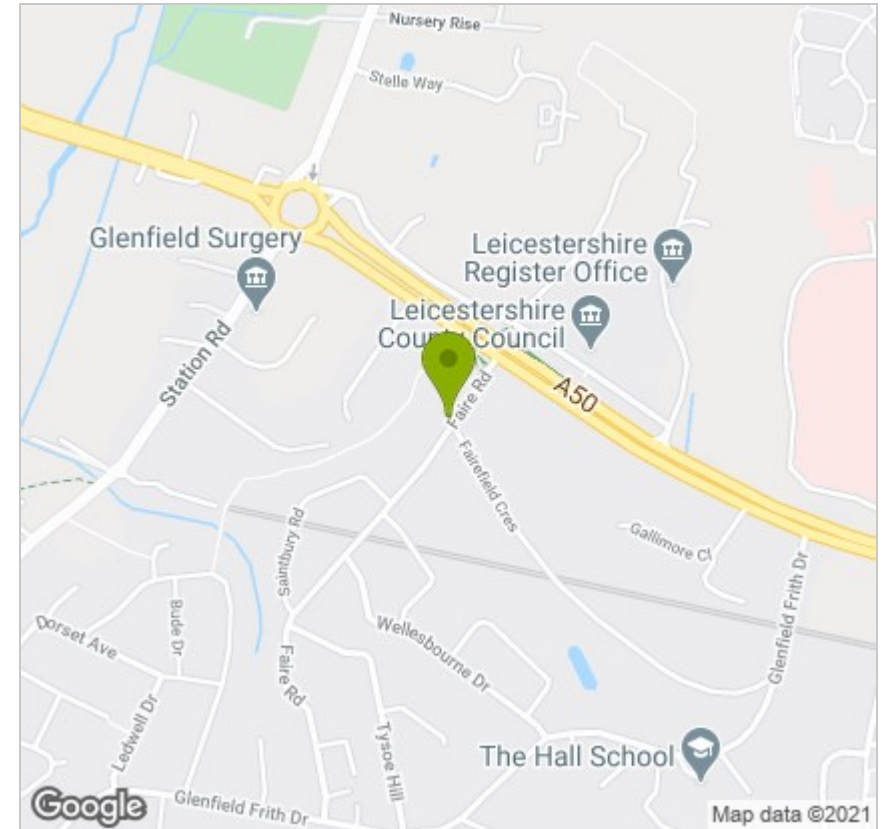 Nursery Rise
Stelle Way
Glenfield Surgery
Leicestershire
Register Office
Leicestershire
County Council
Station Rd
A50
Faire Rd
Fairefield Cres
Saintbury Rd
Gallimore Cl
Glenfield Frith Dr
Bude Dr
Dorset Ave
Wellesbourne Dr
Faire Rd
Ledwell Dr
Tysoe Hill
The Hall School
Glenfield Frith Dr
Google
Map data ©2021